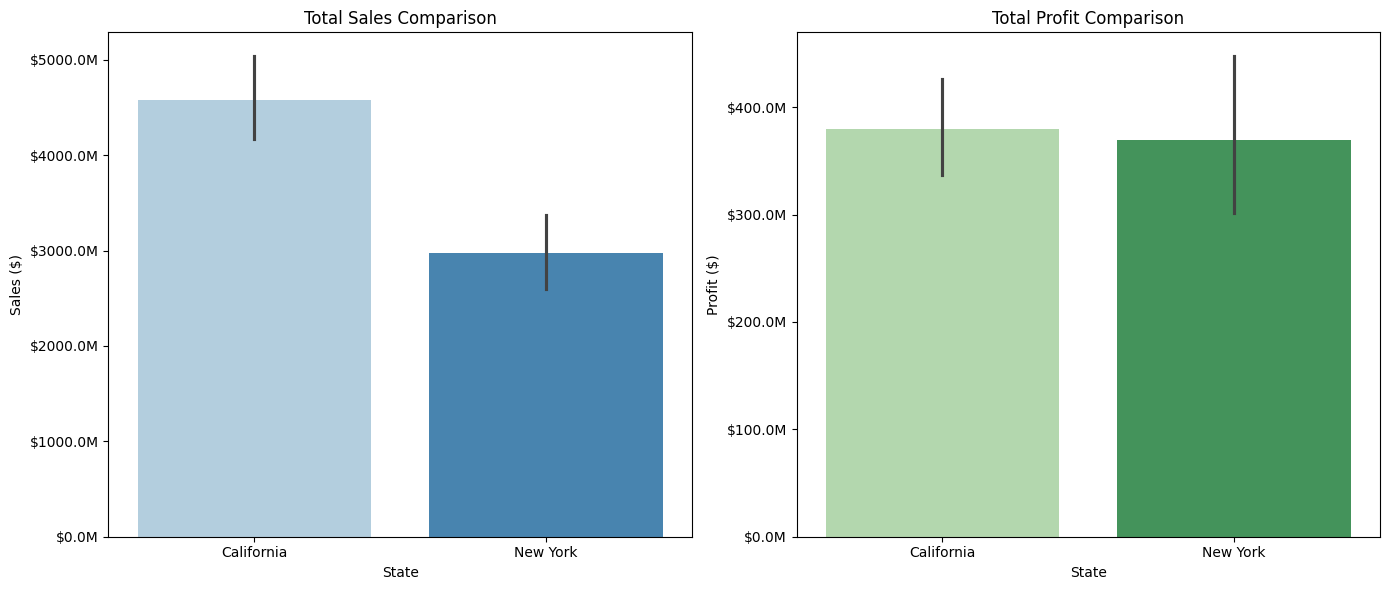 Total Sales Comparison
$5000.0M
$4000.0M
$3000.0M
$2000.0M
$1000.0M
$0.0M
Sales ($)
California
New York
State
Total Profit Comparison
$400.0M
$300.0M
$200.0M
$100.0M
$0.0M
Profit ($)
California
New York
State